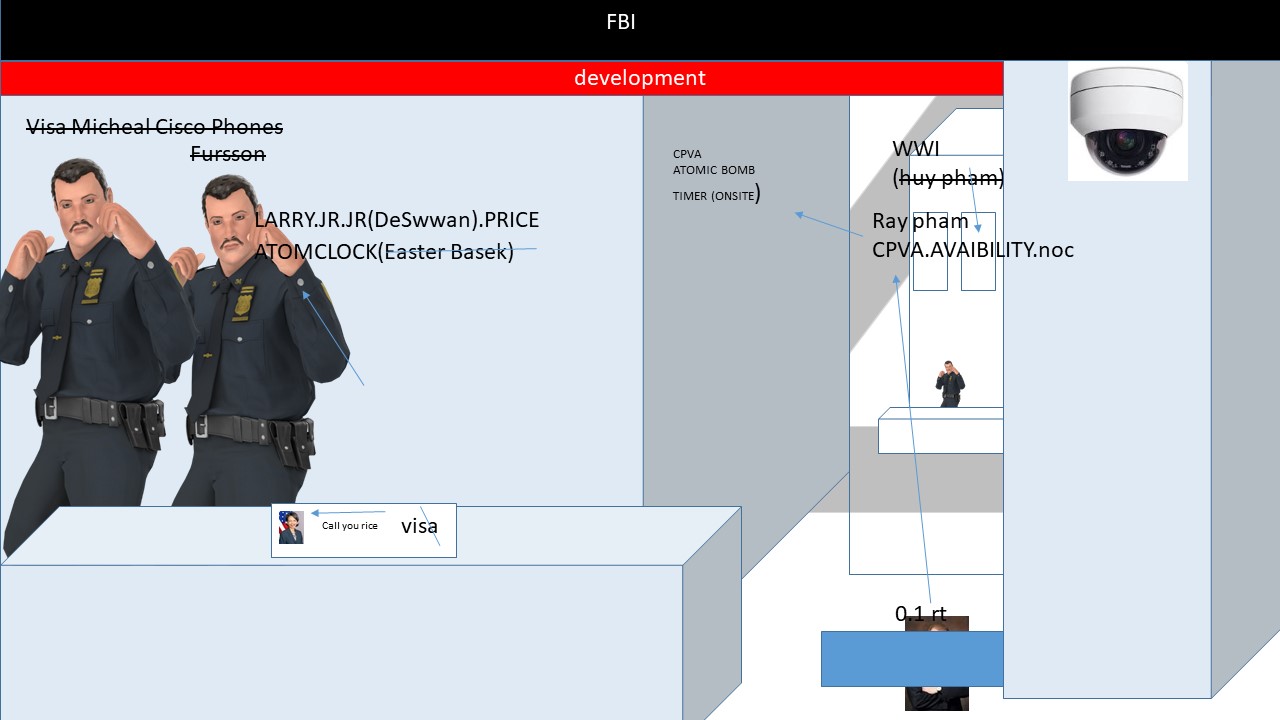 FBI
development
Visa Micheal Cisco Phones
Fursson
LARRY.JR.JR(DeSwwan).PRICE
ATOMCLOCK(Easter Basek)
CPVA
ATOMIC BOMB
TIMER (ONSITE)
WWI
(huy pham)
Ray pham
CPVA.AVAIBILITY.noc
Call you rice
visa
0.1 rt